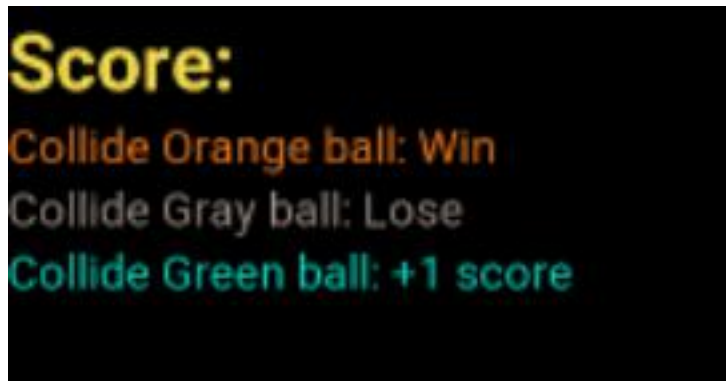 Score:
Collide Orange ball: Win
Collide Gray ball: Lose
Collide Green ball: +1 score